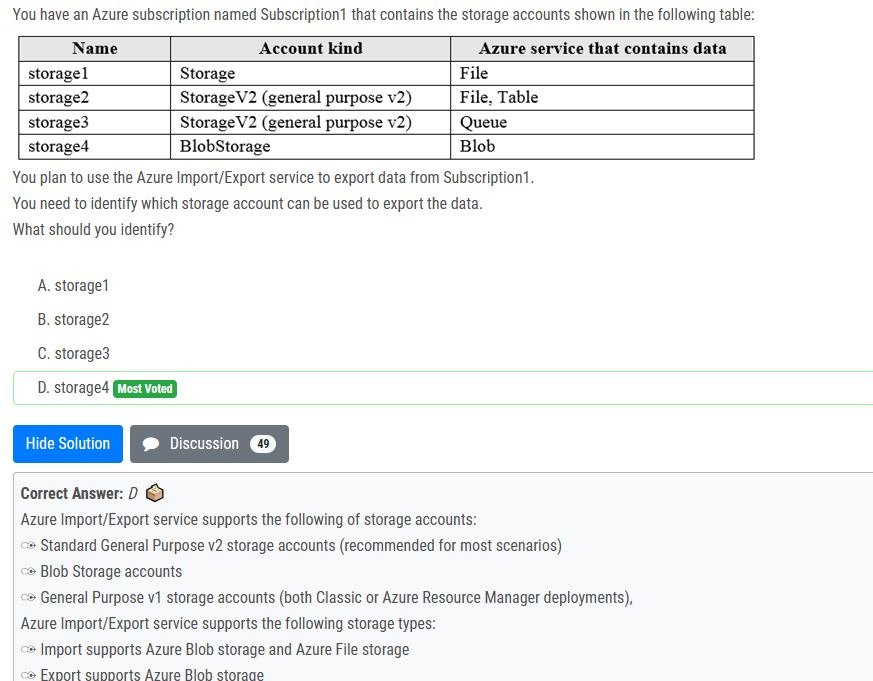 You have an Azure subscription named Subscription1 that contains the storage accounts shown in the following table:
Name Account kind Azure service that contains data
storage1 Storage File
storage2 StorageV2 (general purpose v2) File, Table
storage3 StorageV2 (general purpose v2) Queue
storage4 BlobStorage Blob
You plan to use the Azure Import/Export service to export data from Subscription1.
You need to identify which storage account can be used to export the data.
What should you identify?
A. storage1
B. storage2
C. storage3
D. storage4 Most Voted
Hide Solution Discussion 49
Correct Answer: D
Azure Import/Export service supports the following of storage accounts:
Standard General Purpose v2 storage accounts (recommended for most scenarios)
Blob Storage accounts
General Purpose v1 storage accounts (both Classic or Azure Resource Manager deployments),
Azure Import/Export service supports the following storage types:
Import supports Azure Blob storage and Azure File storage
Export supports Azure Blob storage